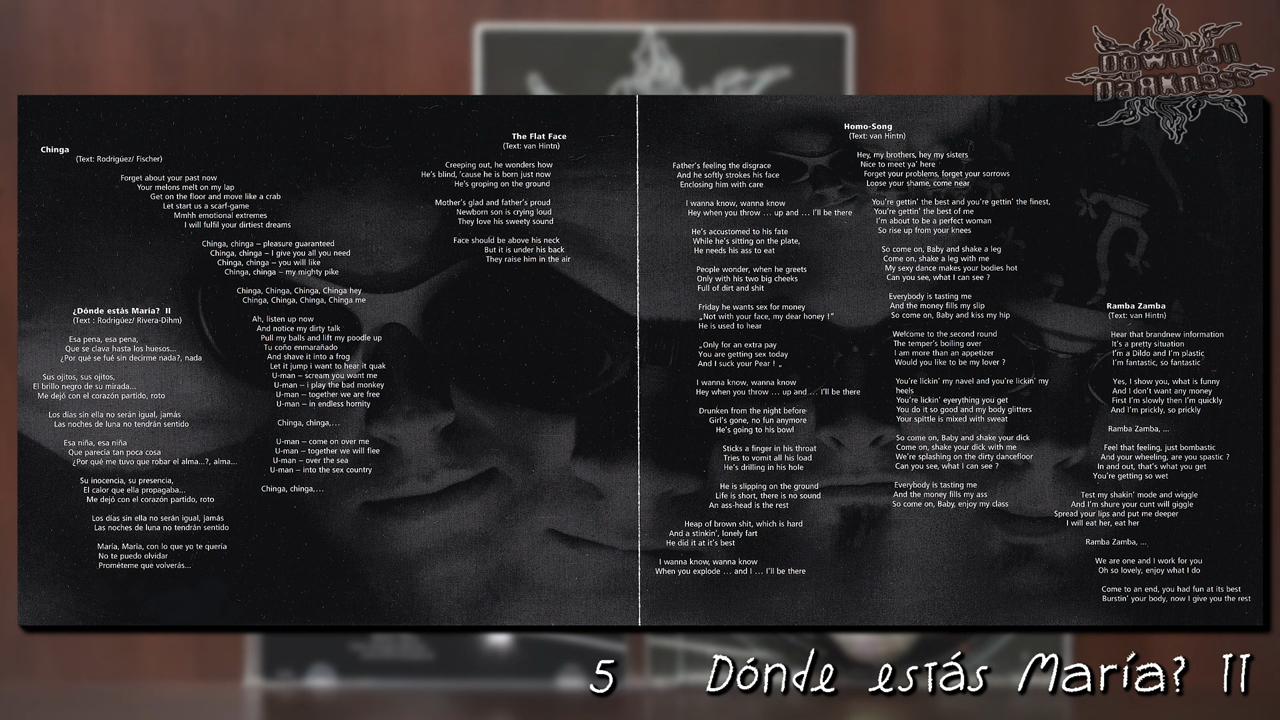 Downfall of Darkness
Chinga
(Text: Rodrigúez/ Fischer)
Forget about your past now
Your melons melt on my lap
Get on the floor and move like a crab
Let start us a scarf-game
Mmhh emotional extremes
I will fulfil your dirtiest dreams
Chinga, chinga – pleasure guaranteed
Chinga, chinga – I give you all you need
Chinga, chinga – you will like
Chinga, chinga – my mighty pike
Chinga, Chinga, Chinga, Chinga hey
Chinga, Chinga, Chinga, Chinga me
Ah, listen up now
And notice my dirty talk
Pull my balls and lift my poodle up
Tu coño enmarañado
And shave it into a frog
Let it jump i want to hear it quak
U-man – scream you want me
U-man – i play the bad monkey
U-man – together we are free
U-man – in endless hornity
Chinga, chinga,…
U-man – come on over me
U-man – together we will flee
U-man – over the sea
U-man – into the sex country
Chinga, chinga,…
¿Dónde estás Maria? II
(Text : Rodrigúez/ Rivera-Dihm)
Esa pena, esa pena,
Que se clava hasta los huesos...
¿Por qué se fué sin decirme nada?, nada
Sus ojitos, sus ojitos,
El brillo negro de su mirada...
Me dejó con el corazón partido, roto
Los días sin ella no serán igual, jamás
Las noches de luna no tendrán sentido
Esa niña, esa niña
Que parecía tan poca cosa
¿Por qué me tuvo que robar el alma...?, alma...
Su inocencia, su presencia,
El calor que ella propagaba...
Me dejó con el corazón partido, roto
Los días sin ella no serán igual, jamás
Las noches de luna no tendrán sentido
María, María, con lo que yo te quería
No te puedo olvidar
Prométeme que volverás...
The Flat Face
(Text: van Hintn)
Creeping out, he wonders how
He's blind, 'cause he is born just now
He's groping on the ground
Mother's glad and father's proud
Newborn son is crying loud
They love his sweety sound
Face should be above his neck
But it is under his back
They raise him in the air
Father's feeling the disgrace
And he softly strokes his face
Enclosing him with care
I wanna know, wanna know
Hey when you throw … up and … I'll be there
He's accustomed to his fate
While he's sitting on the plate,
He needs his ass to eat
People wonder, when he greets
Only with his two big cheeks
Full of dirt and shit
Friday he wants sex for money
„Not with your face, my dear honey !“
He is used to hear
„Only for an extra pay
You are getting sex today
And I suck your Pear ! „
I wanna know, wanna know
Hey when you throw … up and … I'll be there
Drunken from the night before
Girl's gone, no fun anymore
He's going to his bowl
Sticks a finger in his throat
Tries to vomit all his load
He's drilling in his hole
He is slipping on the ground
Life is short, there is no sound
An ass-head is the rest
Heap of brown shit, which is hard
And a stinkin', lonely fart
He did it at it's best
I wanna know, wanna know
When you explode … and I … I'll be there
Homo-Song
(Text: van Hintn)
Hey, my brothers, hey my sisters
Nice to meet ya' here
Forget your problems, forget your sorrows
Loose your shame, come near
You're gettin' the best and you're gettin' the finest,
You're gettin' the best of me
I'm about to be a perfect woman
So rise up from your knees
So come on, Baby and shake a leg
Come on, shake a leg with me
My sexy dance makes your bodies hot
Can you see, what I can see ?
Everybody is tasting me
And the money fills my slip
So come on, Baby and kiss my hip
Welcome to the second round
The temper's boiling over
I am more than an appetizer
Would you like to be my lover ?
You're lickin' my navel and you're lickin' my
heels
You're lickin' eyerything you get
You do it so good and my body glitters
Your spittle is mixed with sweat
So come on, Baby and shake your dick
Come on, shake your dick with me
We're splashing on the dirty dancefloor
Can you see, what I can see ?
Everybody is tasting me
And the money fills my ass
So come on, Baby, enjoy my class
Ramba Zamba
(Text: van Hintn)
Hear that brandnew information
It's a pretty situation
I'm a Dildo and I'm plastic
I'm fantastic, so fantastic
Yes, I show you, what is funny
And I don't want any money
First I'm slowly then I'm quickly
And I'm prickly, so prickly
Ramba Zamba, ...
Feel that feeling, just bombastic
And your wheeling, are you spastic ?
In and out, that's what you get
You're getting so wet
Test my shakin' mode and wiggle
And I'm shure your cunt will giggle
Spread your lips and put me deeper
I will eat her, eat her
Ramba Zamba, ...
We are one and I work for you
Oh so lovely, enjoy what I do
Come to an end, you had fun at its best
Burstin' your body, now I give you the rest
5 Dónde estás María? II